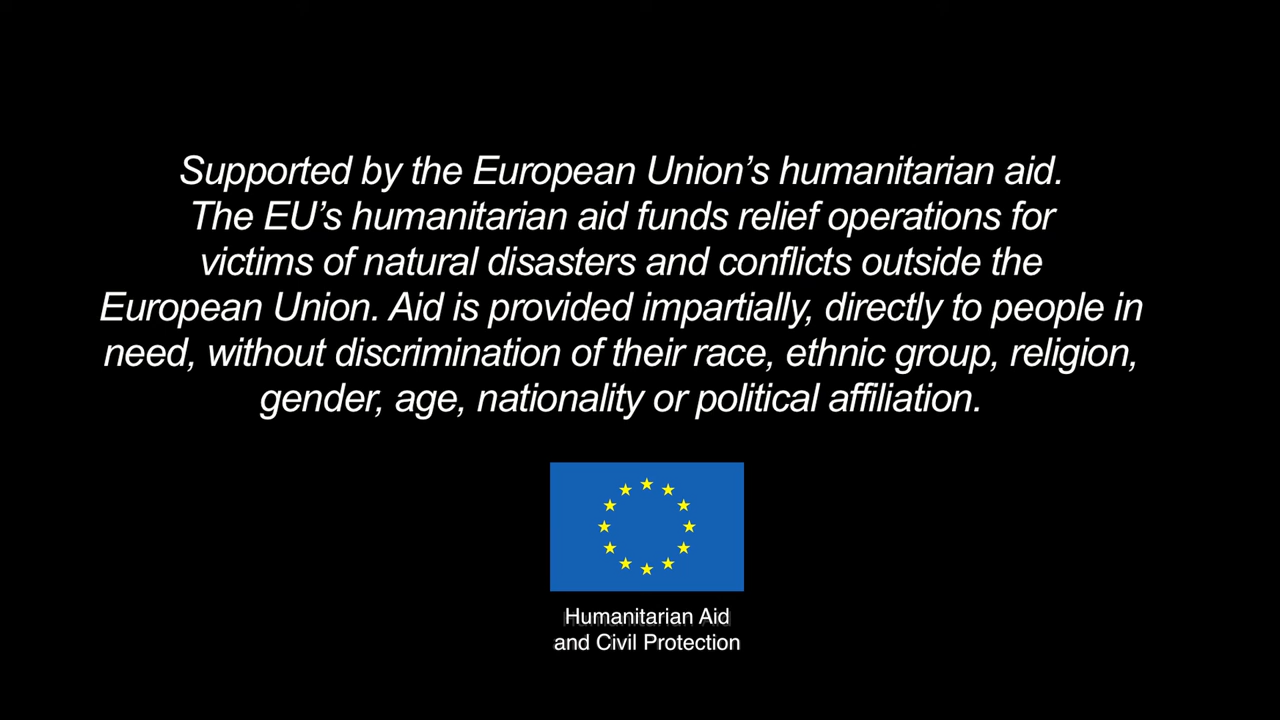 Supported by the European Union’s humanitarian aid.
The EU’s humanitarian aid funds relief operations for
victims of natural disasters and conflicts outside the
European Union. Aid is provided impartially, directly to people in
need, without discrimination of their race, ethnic group, religion,
gender, age, nationality or political affiliation.
Humanitarian Aid
and Civil Protection